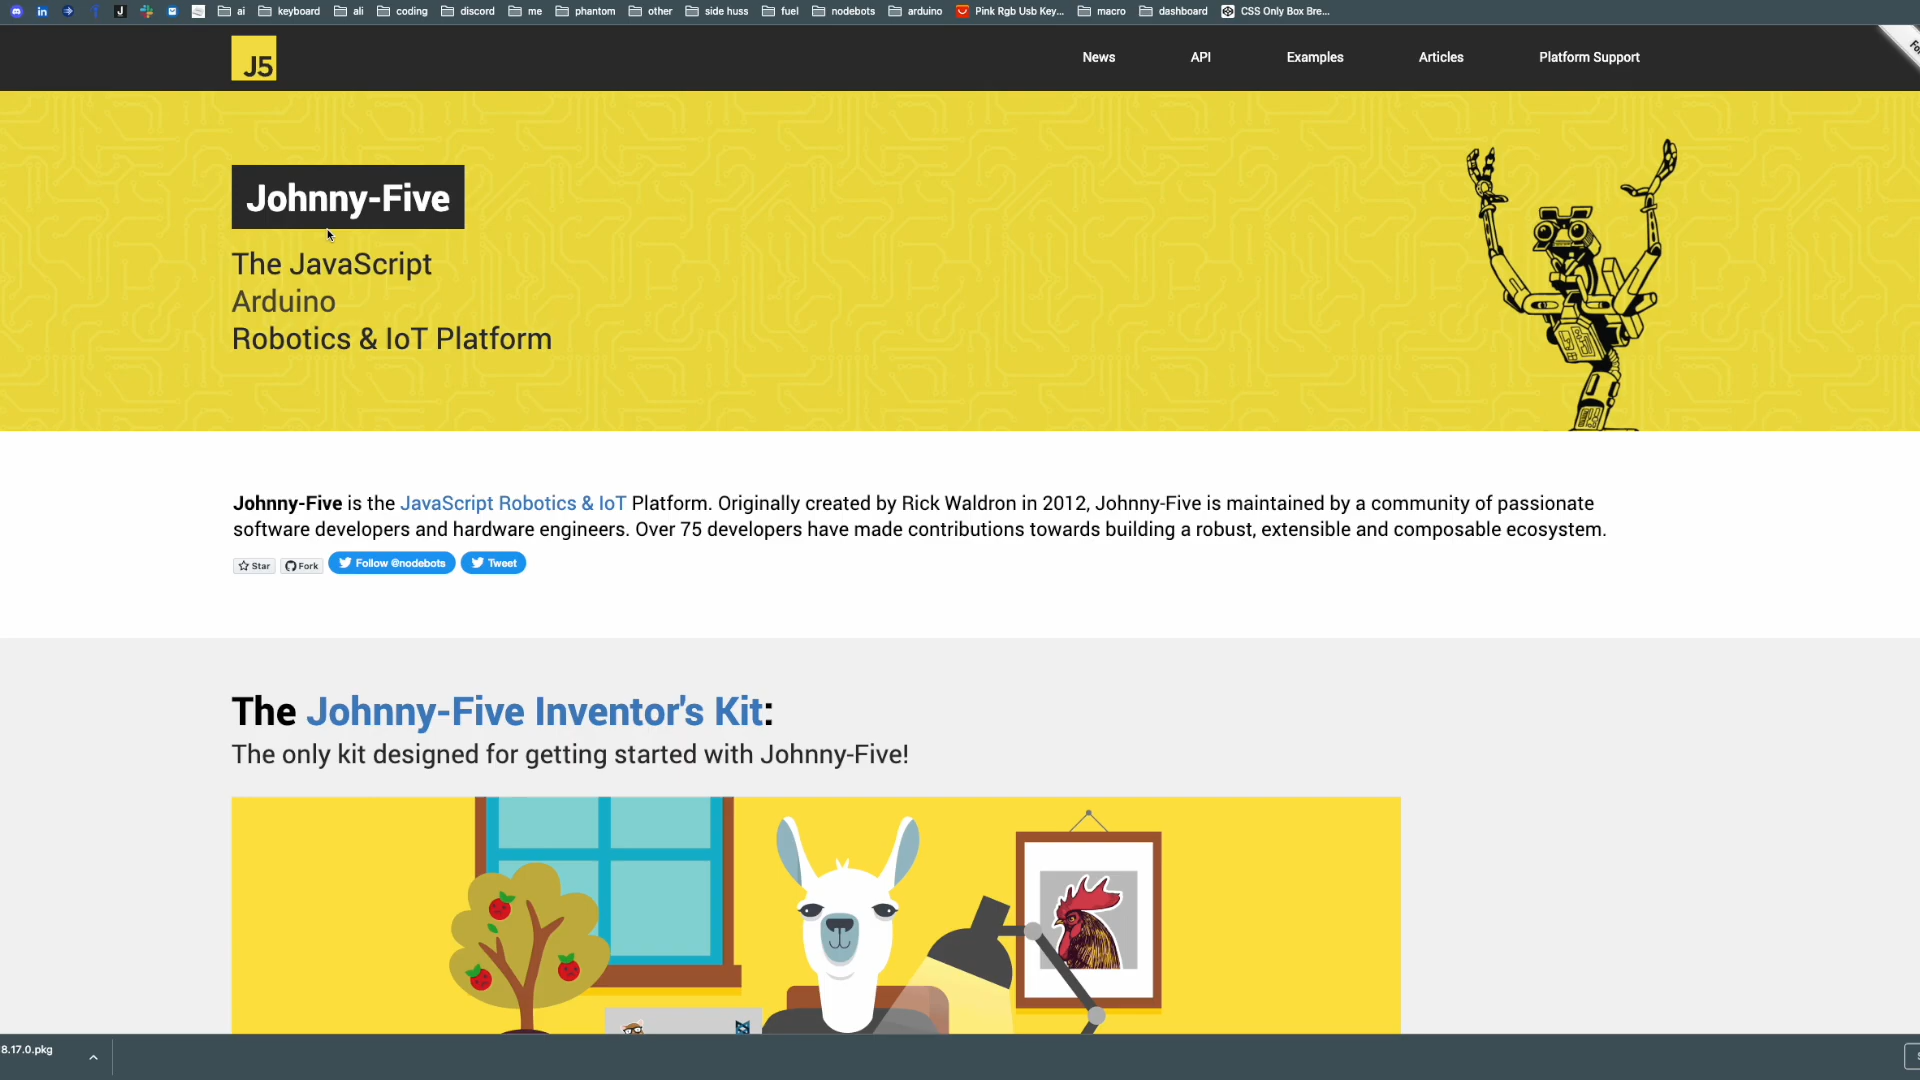 ai keyboard ali coding discord me phantom other side huss fuel nodebots arduino Pink Rgb Usb Key... macro dashboard CSS Only Box Bre...
J5 News API Examples Articles Platform Support
Johnny-Five
The JavaScript
Arduino
Robotics & IoT Platform
Johnny-Five is the JavaScript Robotics & IoT Platform. Originally created by Rick Waldron in 2012, Johnny-Five is maintained by a community of passionate
software developers and hardware engineers. Over 75 developers have made contributions towards building a robust, extensible and composable ecosystem.
Star Fork Follow @nodebots Tweet
The Johnny-Five Inventor's Kit:
The only kit designed for getting started with Johnny-Five!
8.17.0.pkg